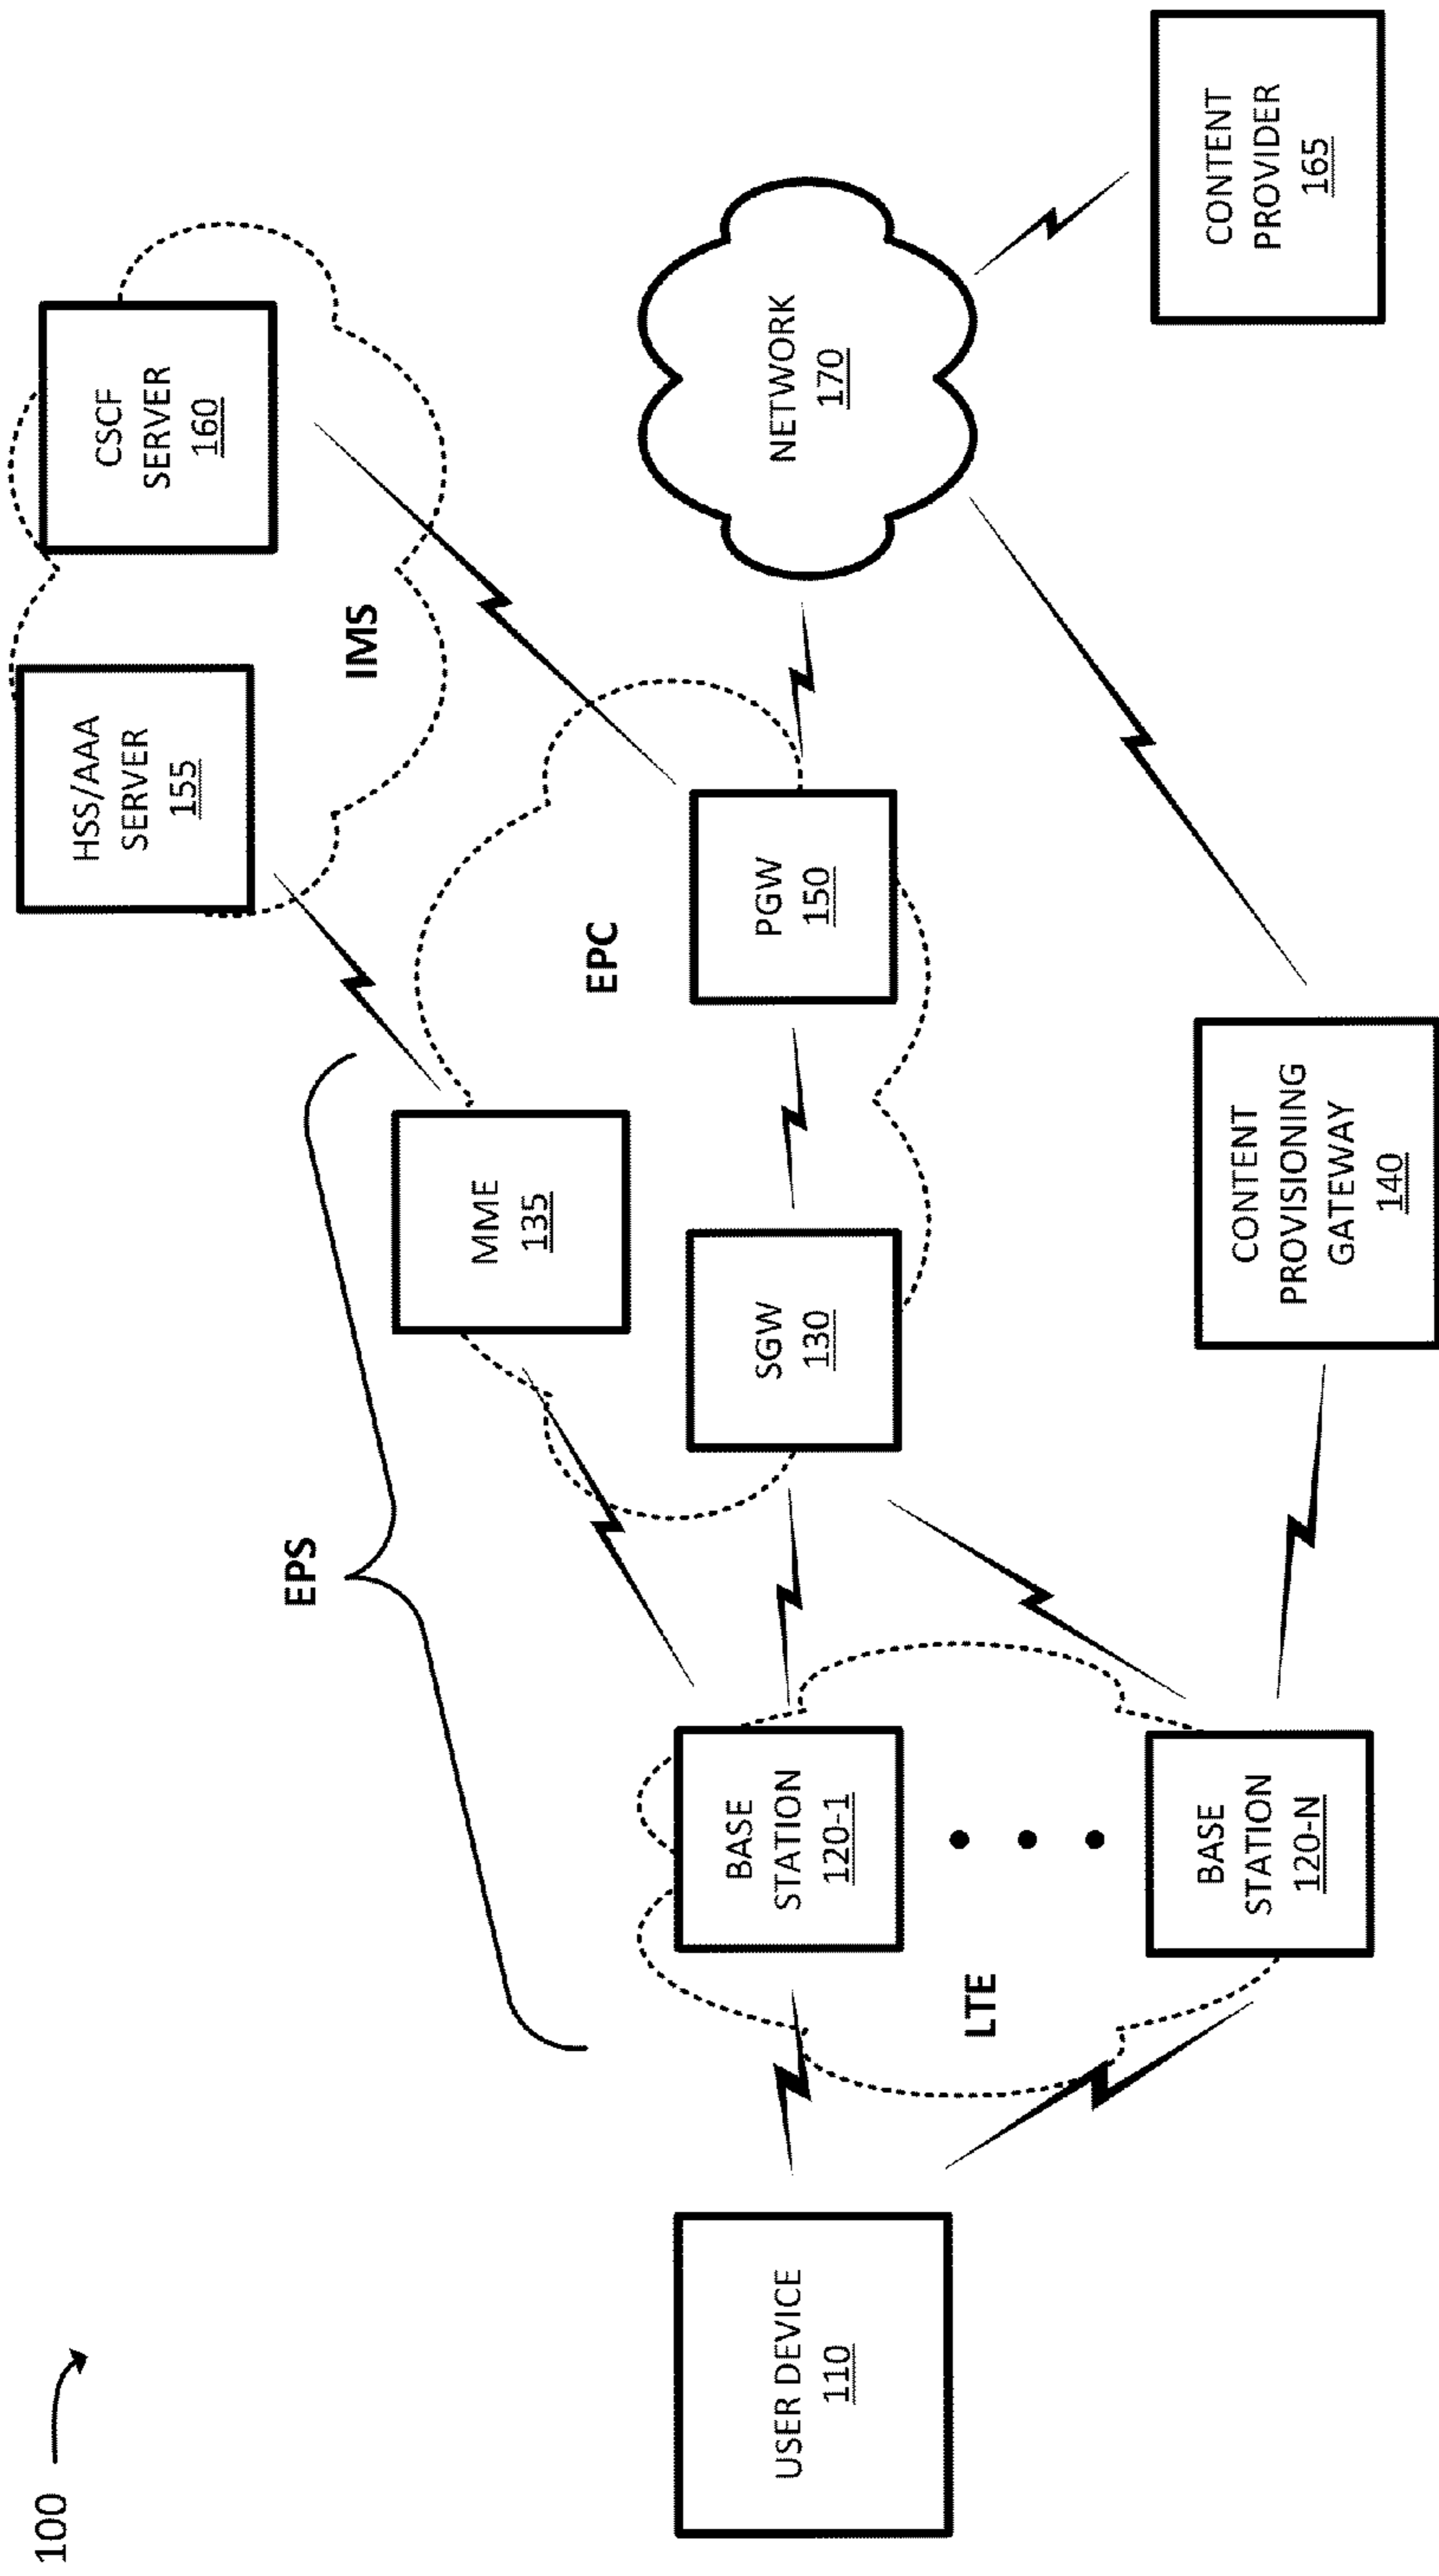 100
EPS
HSS/AAA
SERVER
155
CSCF
SERVER
160
IMS
MME
135
EPC
USER DEVICE
110
BASE
STATION
120-1
SGW
130
PGW
150
NETWORK
170
LTE
BASE
STATION
120-N
CONTENT
PROVISIONING
GATEWAY
140
CONTENT
PROVIDER
165